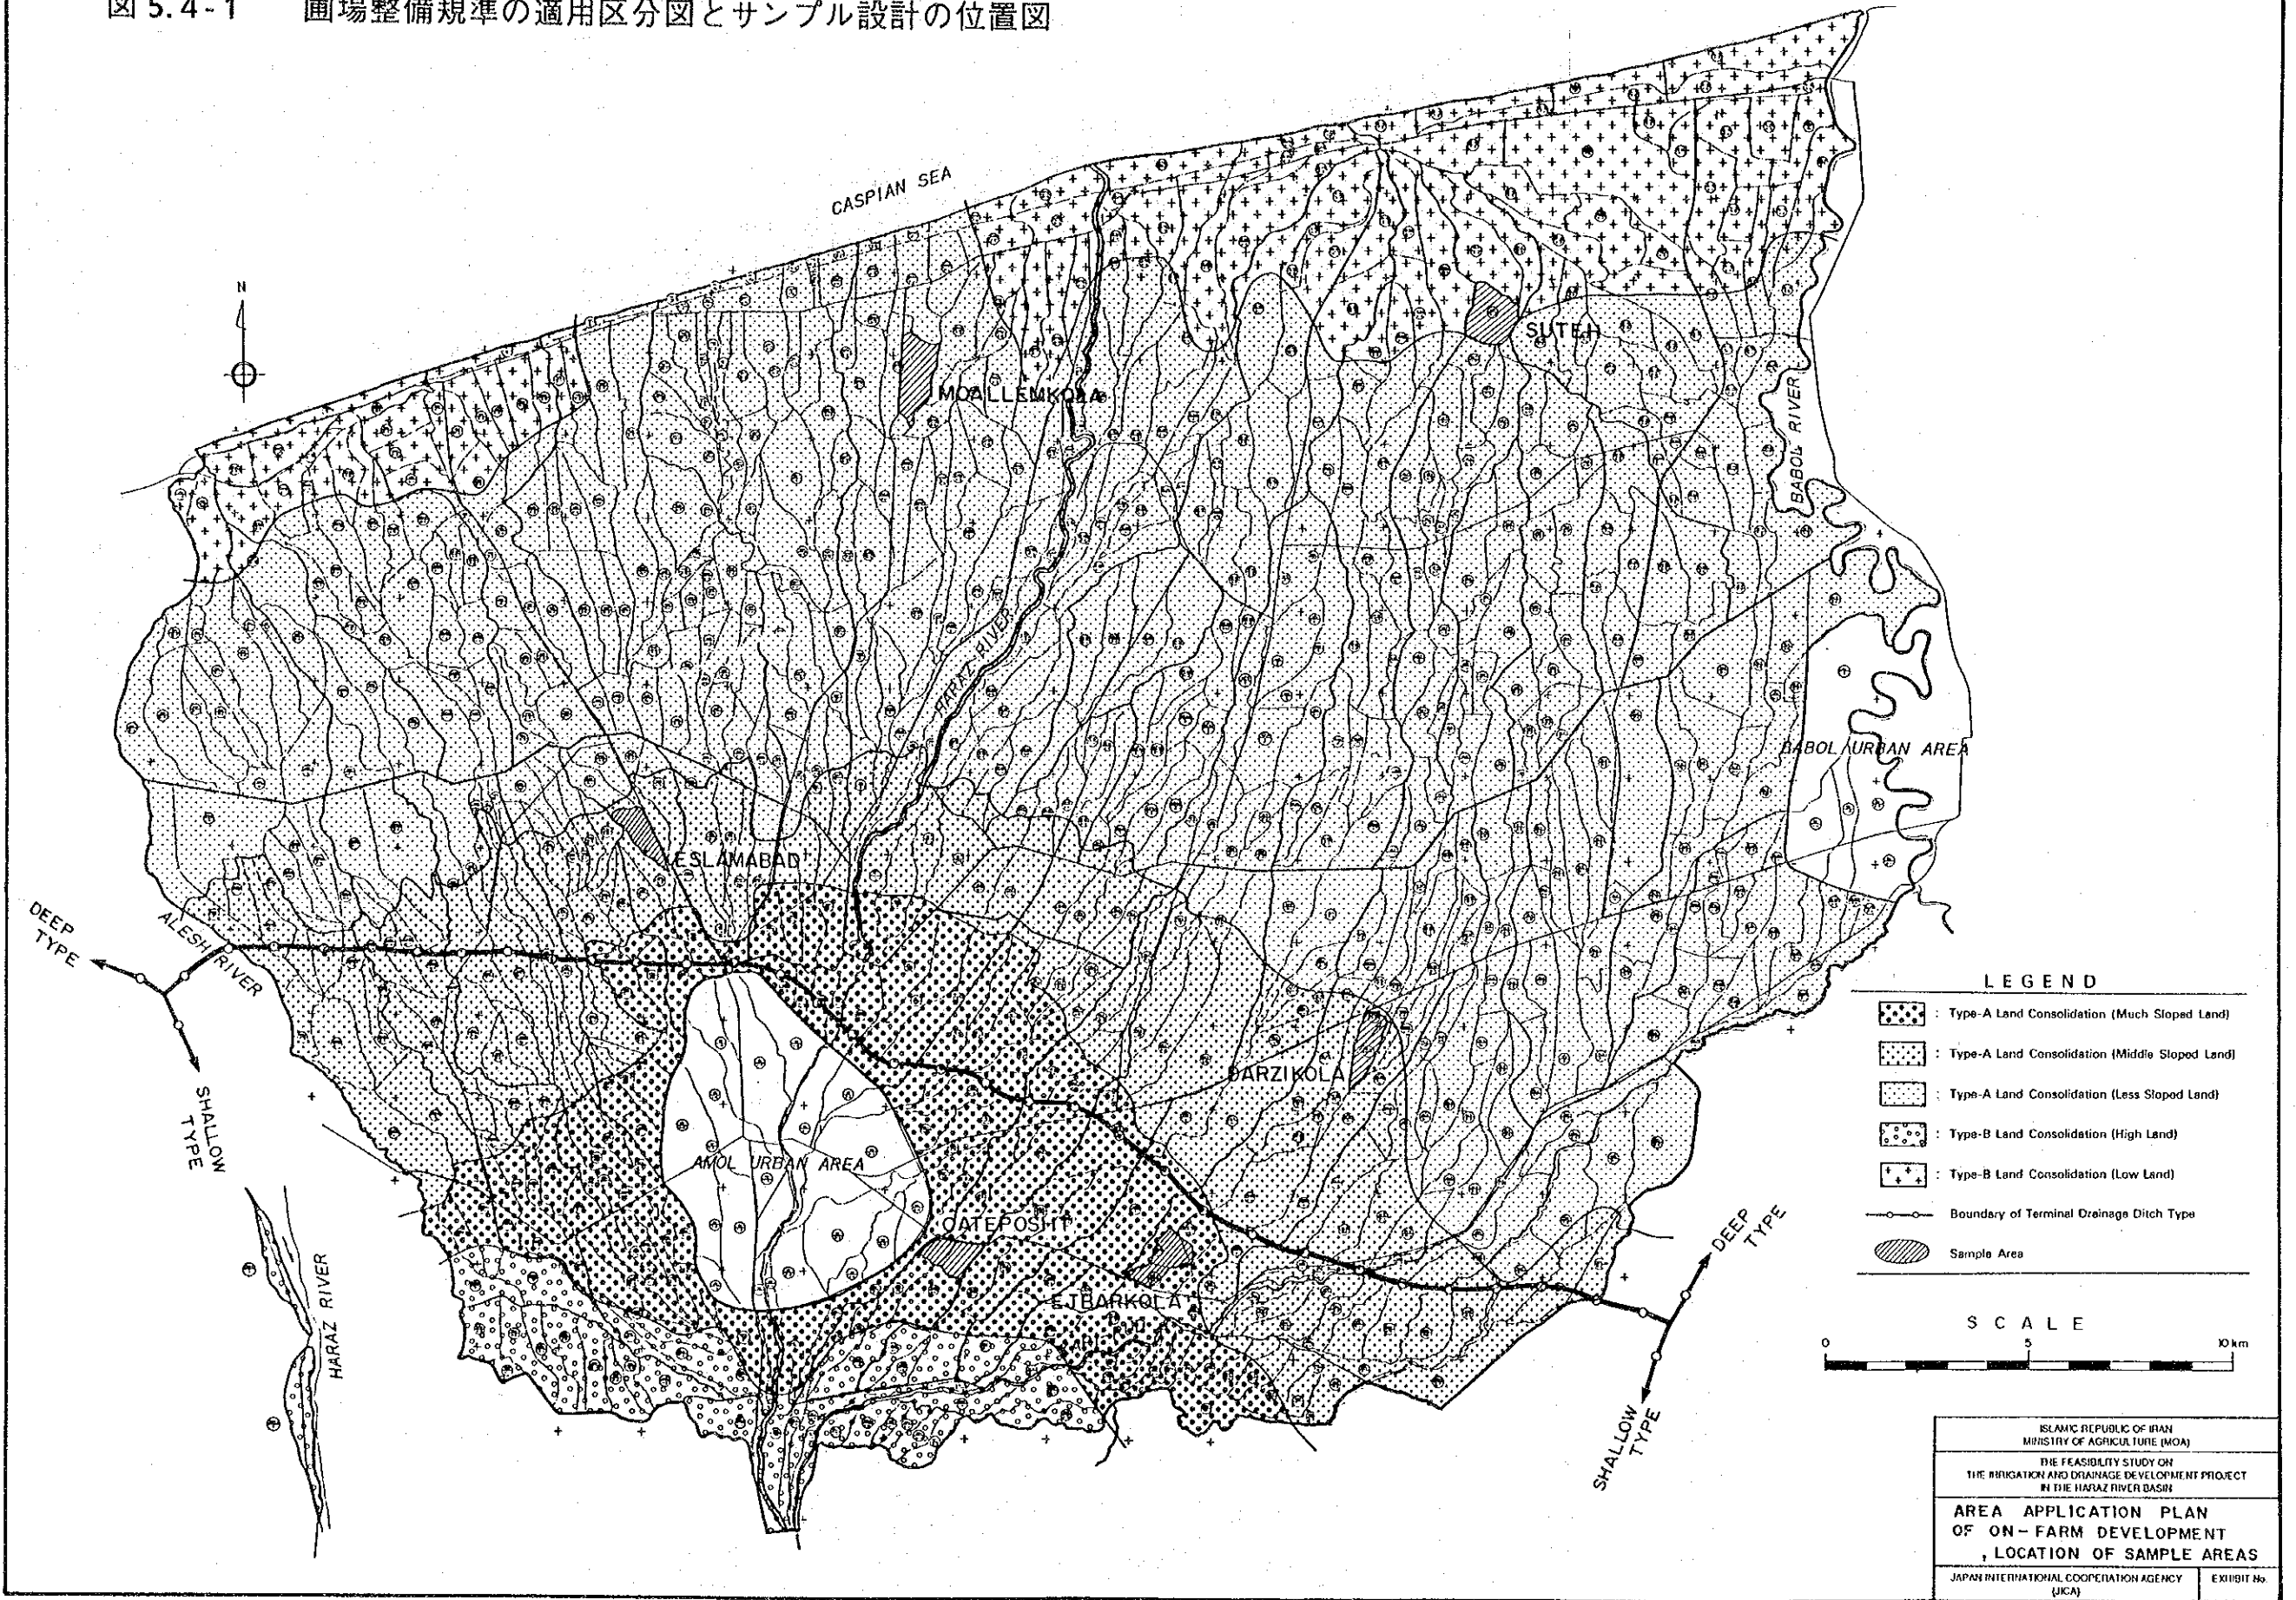 図 5.4-1 圃場整備規準の適用区分図とサンプル設計の位置図
CASPIAN SEA
N
SUTEH
MOALLEMKOLA
BABOL RIVER
HARAZ RIVER
BABOL URBAN AREA
ESLAMABAD
DEEP
TYPE
ALESH
RIVER
SHALLOW
TYPE
DARZIKOLA
AMOL URBAN AREA
QATEPOSHT
EJBARKOLA
HARAZ RIVER
DEEP
TYPE
SHALLOW
TYPE
LEGEND
: Type-A Land Consolidation (Much Sloped Land)
: Type-A Land Consolidation (Middle Sloped Land)
: Type-A Land Consolidation (Less Sloped Land)
: Type-B Land Consolidation (High Land)
: Type-B Land Consolidation (Low Land)
Boundary of Terminal Drainage Ditch Type
Sample Area
SCALE
0 5 10 km
ISLAMIC REPUBLIC OF IRAN
MINISTRY OF AGRICULTURE (MOA)
THE FEASIBILITY STUDY ON
THE IRRIGATION AND DRAINAGE DEVELOPMENT PROJECT
IN THE HARAZ RIVER BASIN
AREA APPLICATION PLAN
OF ON-FARM DEVELOPMENT
, LOCATION OF SAMPLE AREAS
JAPAN INTERNATIONAL COOPERATION AGENCY
(JICA)
EXHIBIT No.